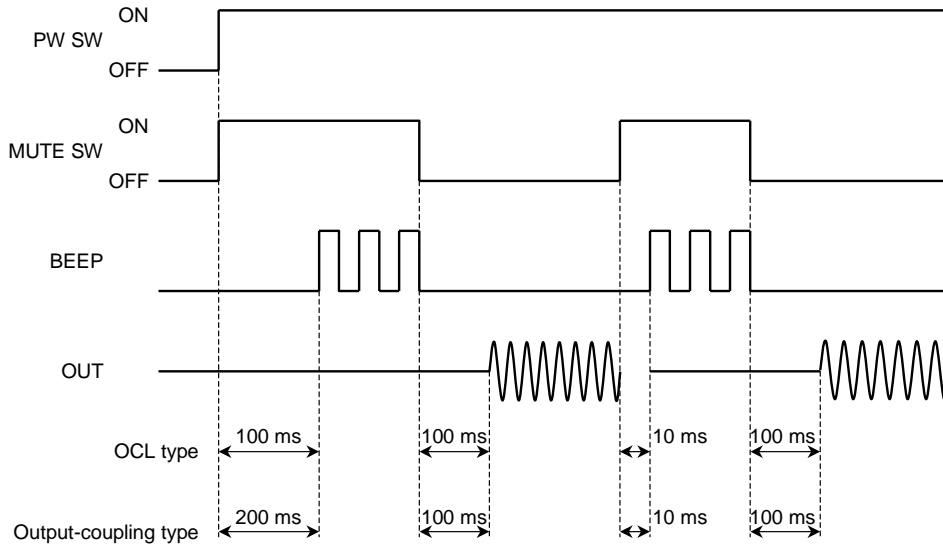 ON
PW SW
OFF
ON
MUTE SW
OFF
BEEP
OUT
OCL type 100 ms 100 ms 10 ms 100 ms
Output-coupling type 200 ms 100 ms 10 ms 100 ms